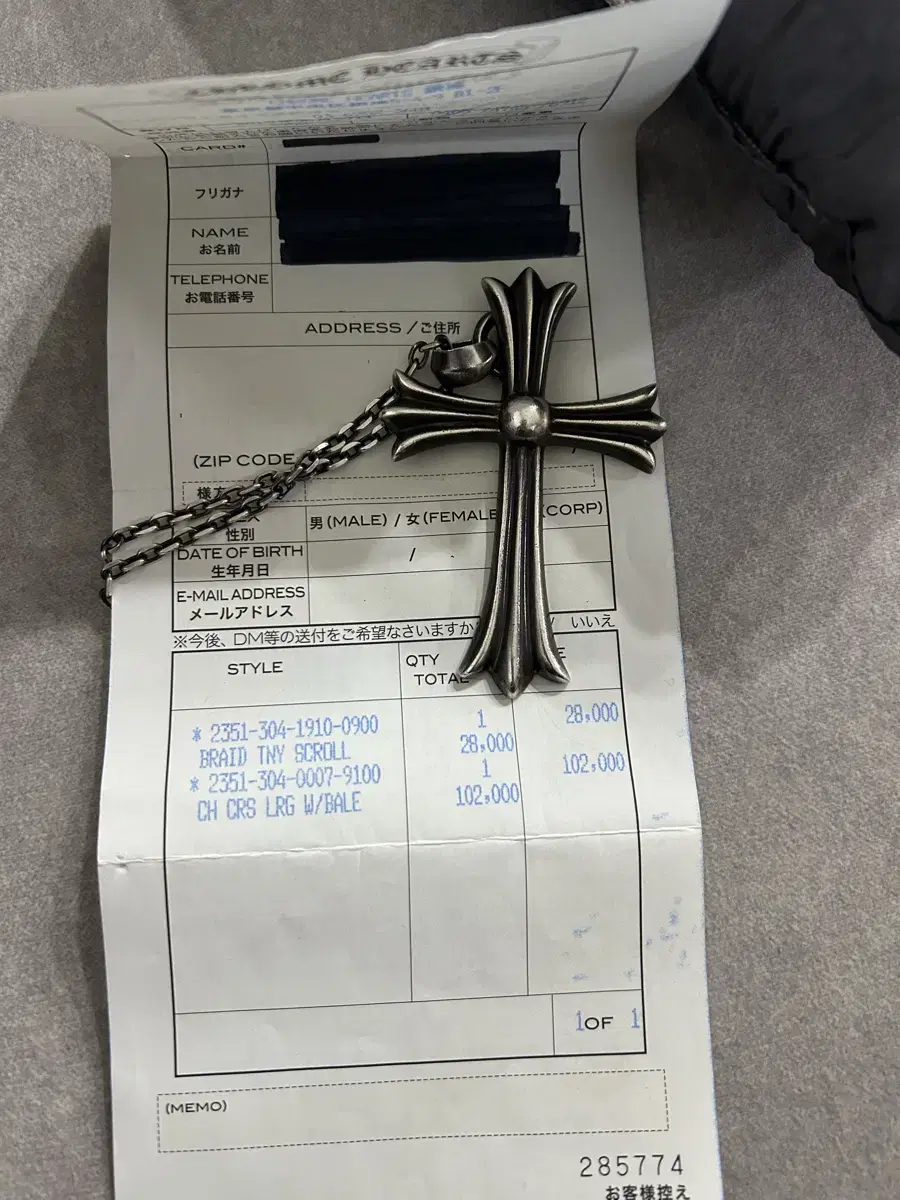 CARD#
フリガナ
NAME
お名前
TELEPHONE
お電話番号
ADDRESS / ご住所
(ZIP CODE
様方
性別
男 (MALE) / 女 (FEMALE (CORP)
DATE OF BIRTH
生年月日
/
E-MAIL ADDRESS
メールアドレス
※今後、DM等の送付をご希望なさいますか / いいえ
STYLE
QTY
TOTAL
* 2351-304-1910-0900 1 28,000
BRAID TNY SCROLL 28,000
* 2351-304-0007-9100 1 102,000
CH CRS LRG W/BALE 102,000
1 OF 1
(MEMO)
285774
お客様控え